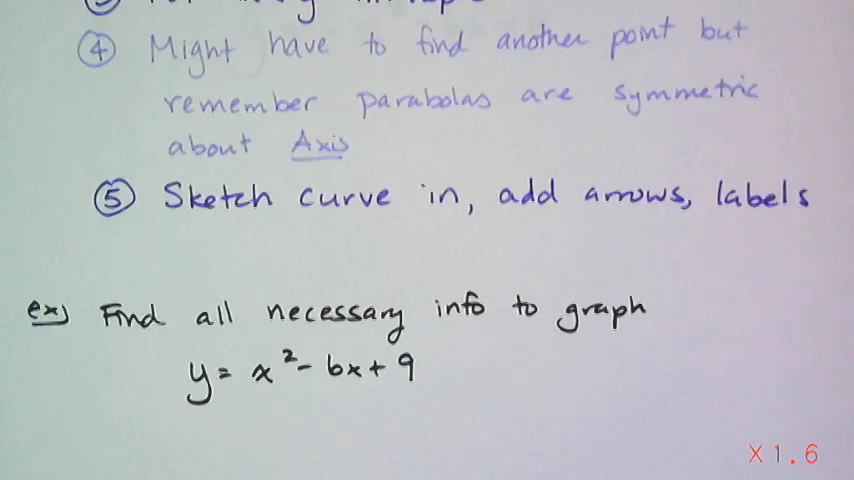 ④ Might have to find another point but
remember parabolas are symmetric
about Axis
⑤ Sketch curve in, add arrows, labels
ex) Find all necessary info to graph
y = x² - 6x + 9
X1.6